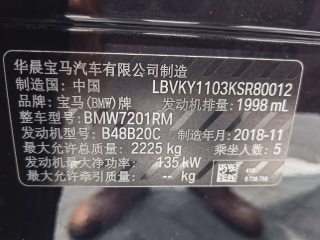 华晨宝马汽车有限公司制造
制造国：中国 LBVKY1103KSR80012
品牌：宝马(BMW)牌 发动机排量：1998 mL
整车型号：BMW7201RM
发动机型号：B48B20C 制造年月：2018-11
最大允许总质量：2225 kg 乘坐人数：5
发动机最大净功率：135 kW
最大允许牵引质量：-- kg